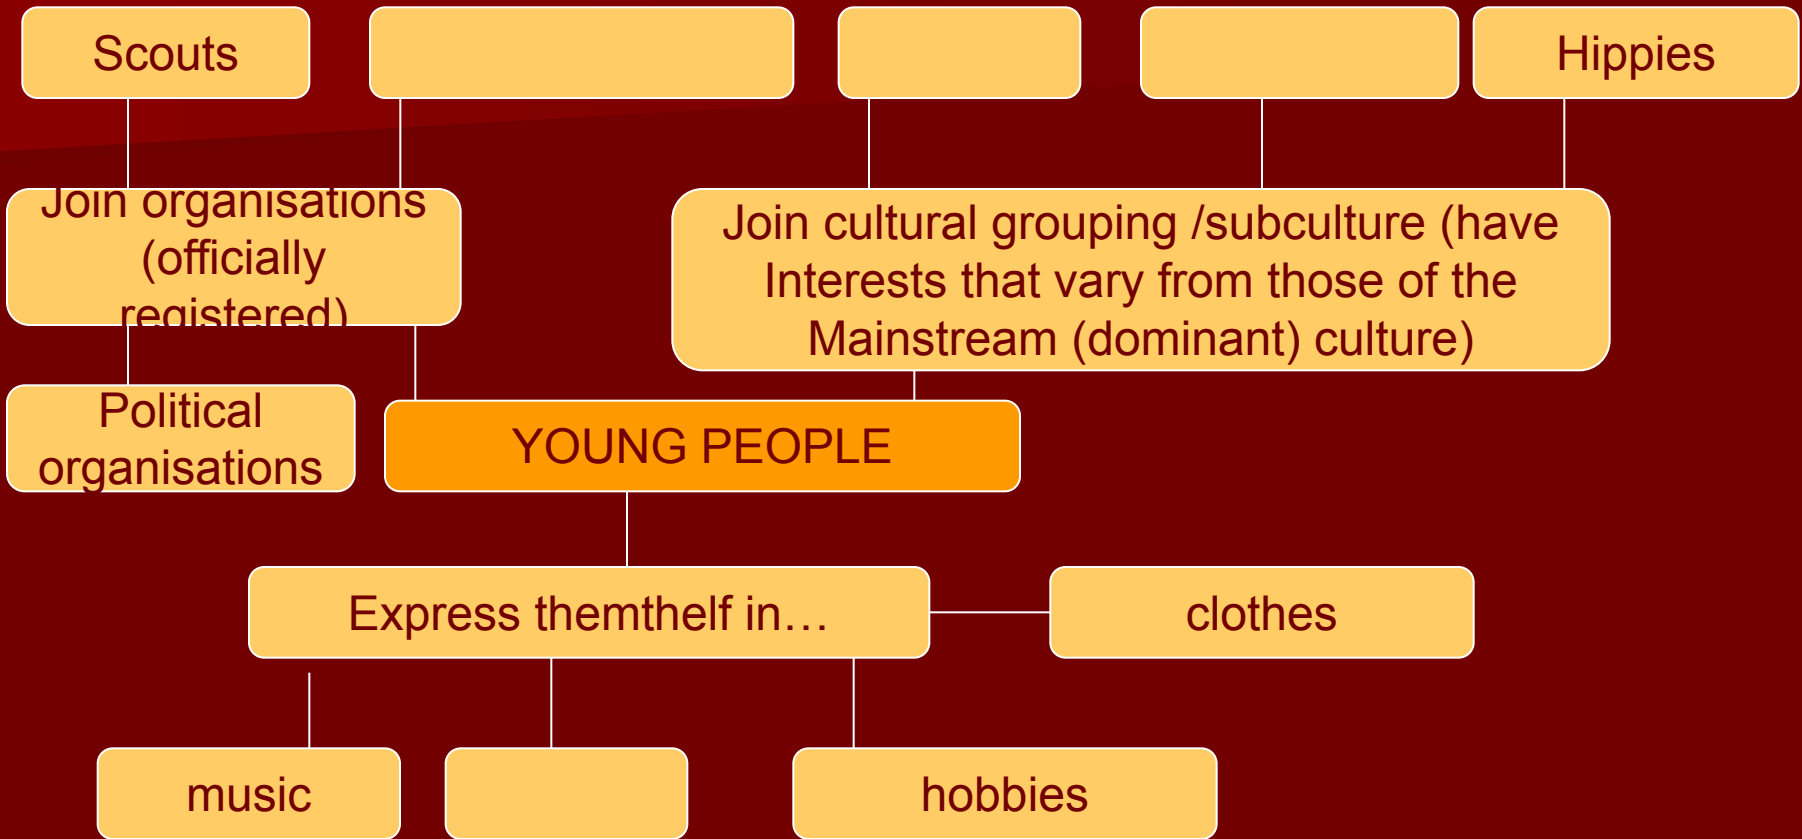 Scouts
Hippies
Join organisations
(officially
registered)
Join cultural grouping /subculture (have
Interests that vary from those of the
Mainstream (dominant) culture)
Political
organisations
YOUNG PEOPLE
Express themthelf in…
clothes
music
hobbies